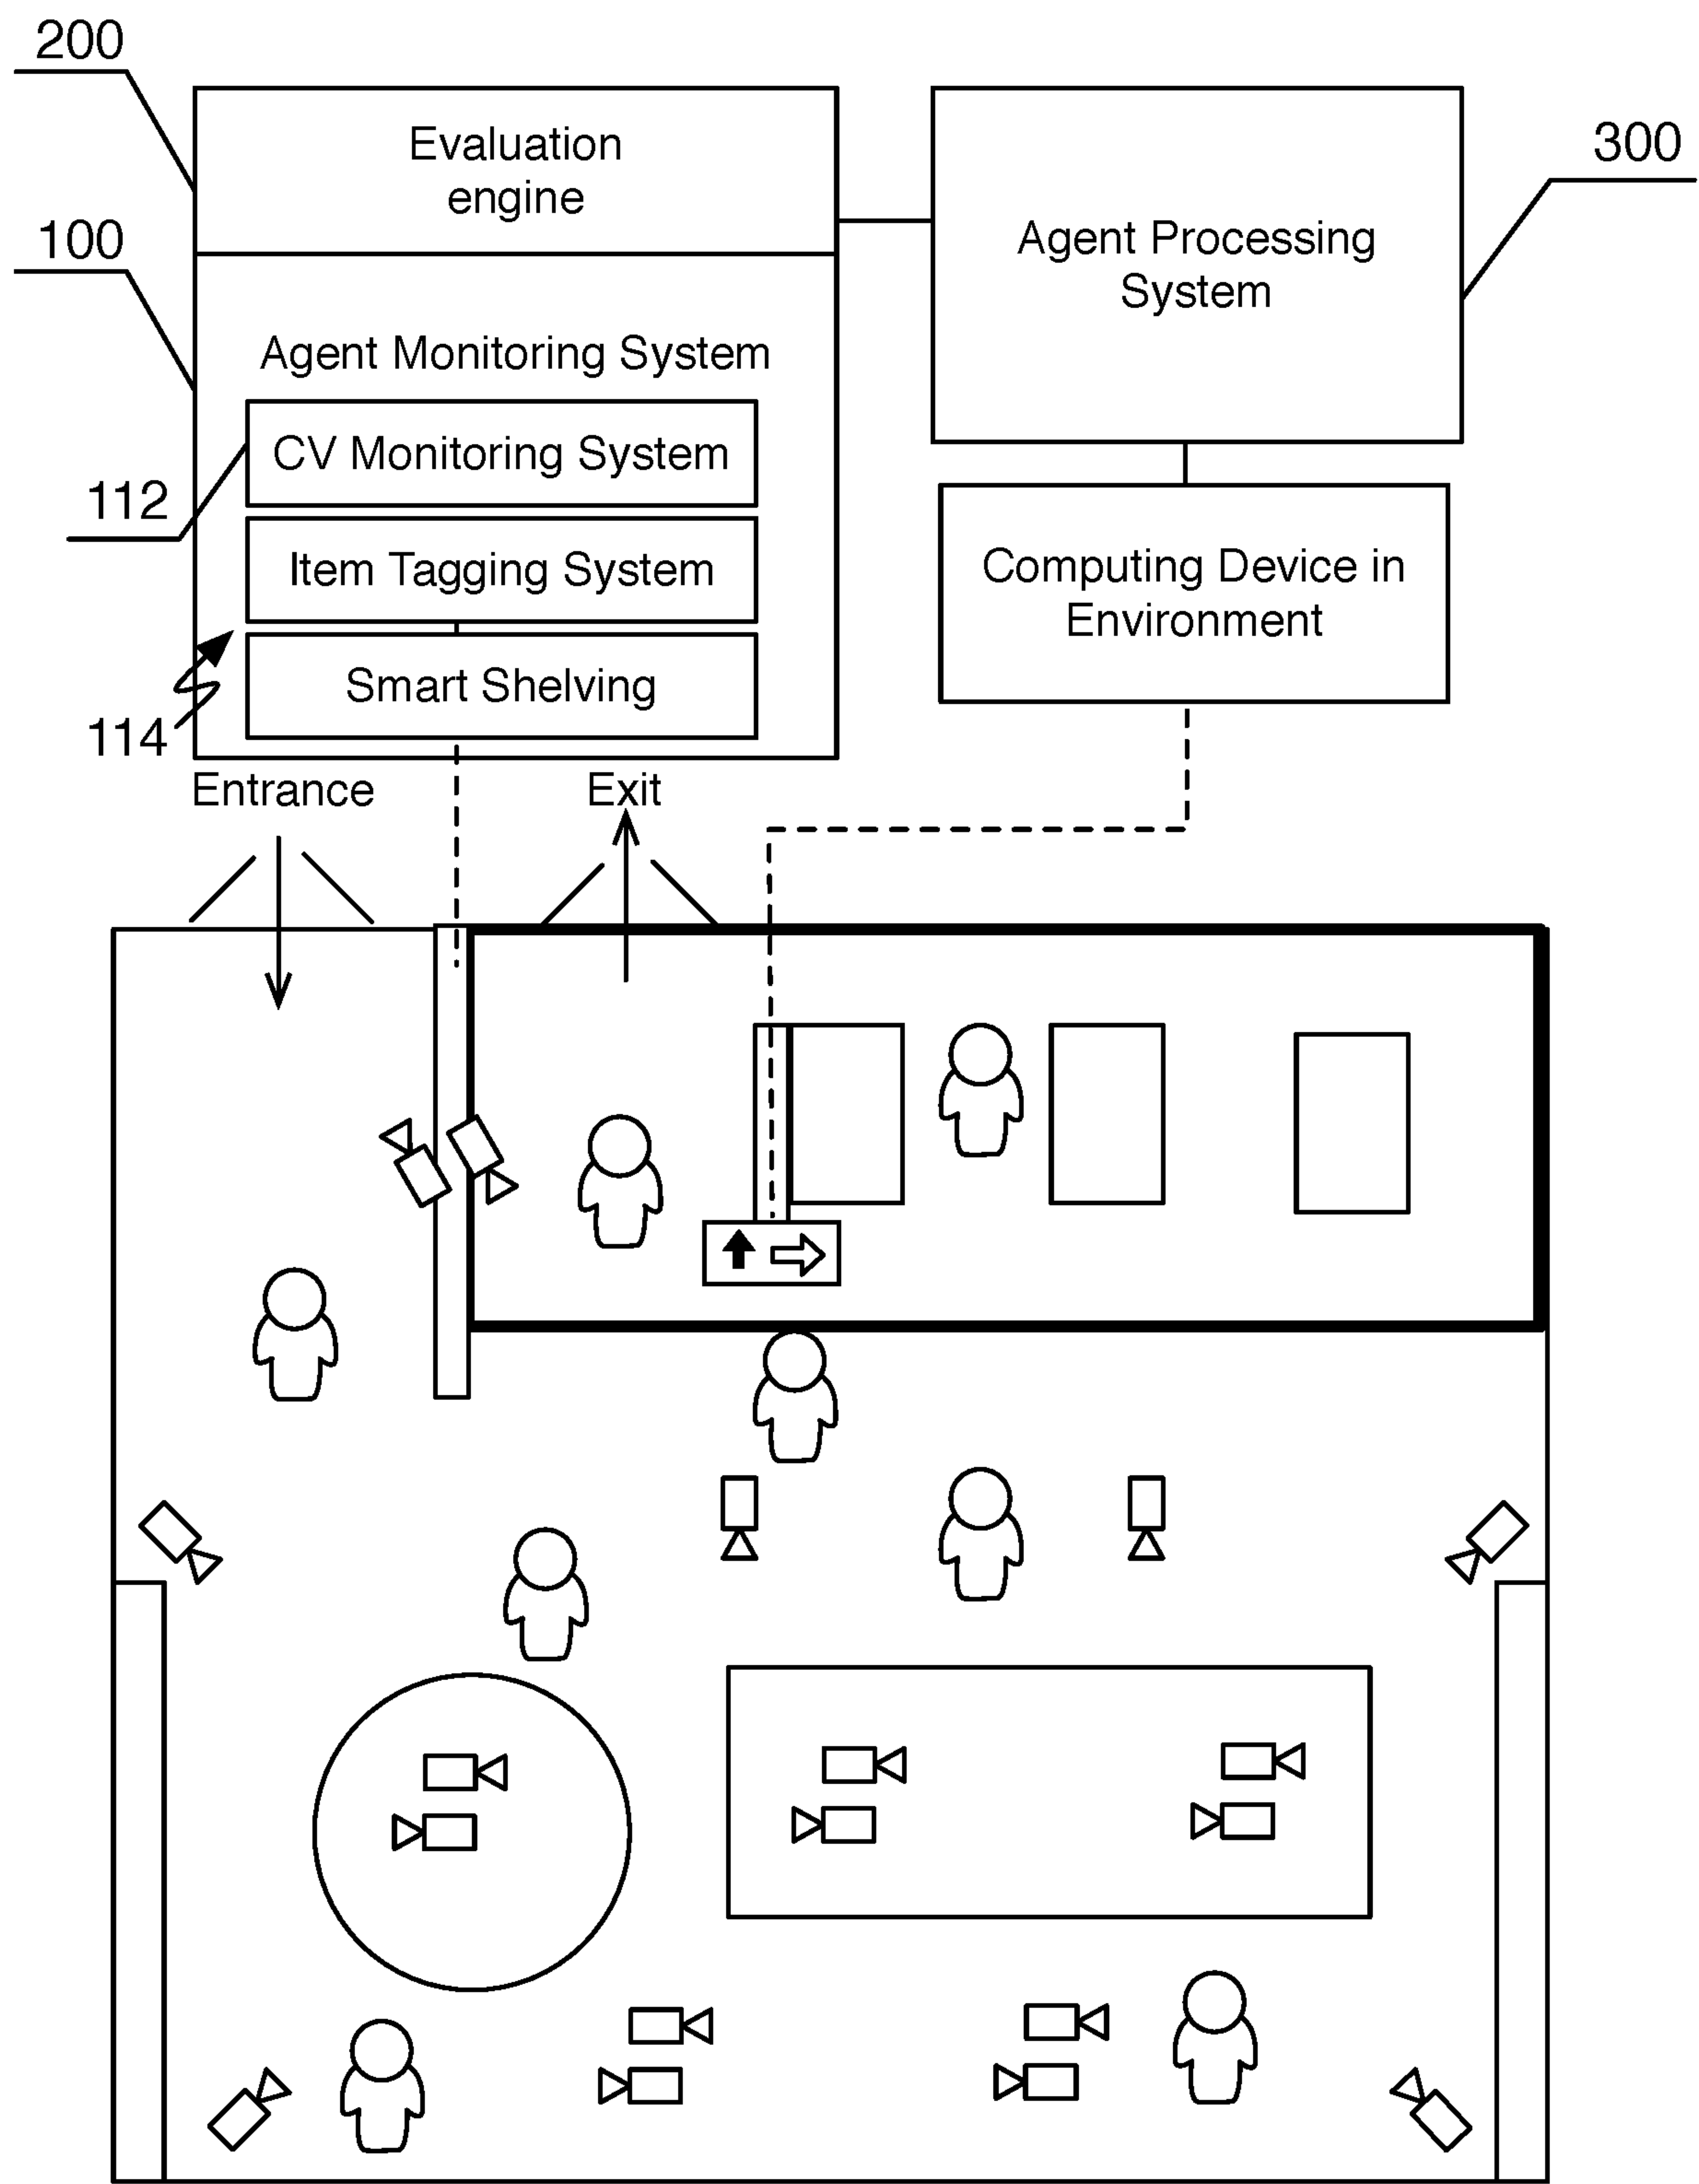 200
Evaluation
engine
300
100
Agent Processing
System
Agent Monitoring System
CV Monitoring System
112
Item Tagging System
Computing Device in
Environment
Smart Shelving
114
Entrance
Exit